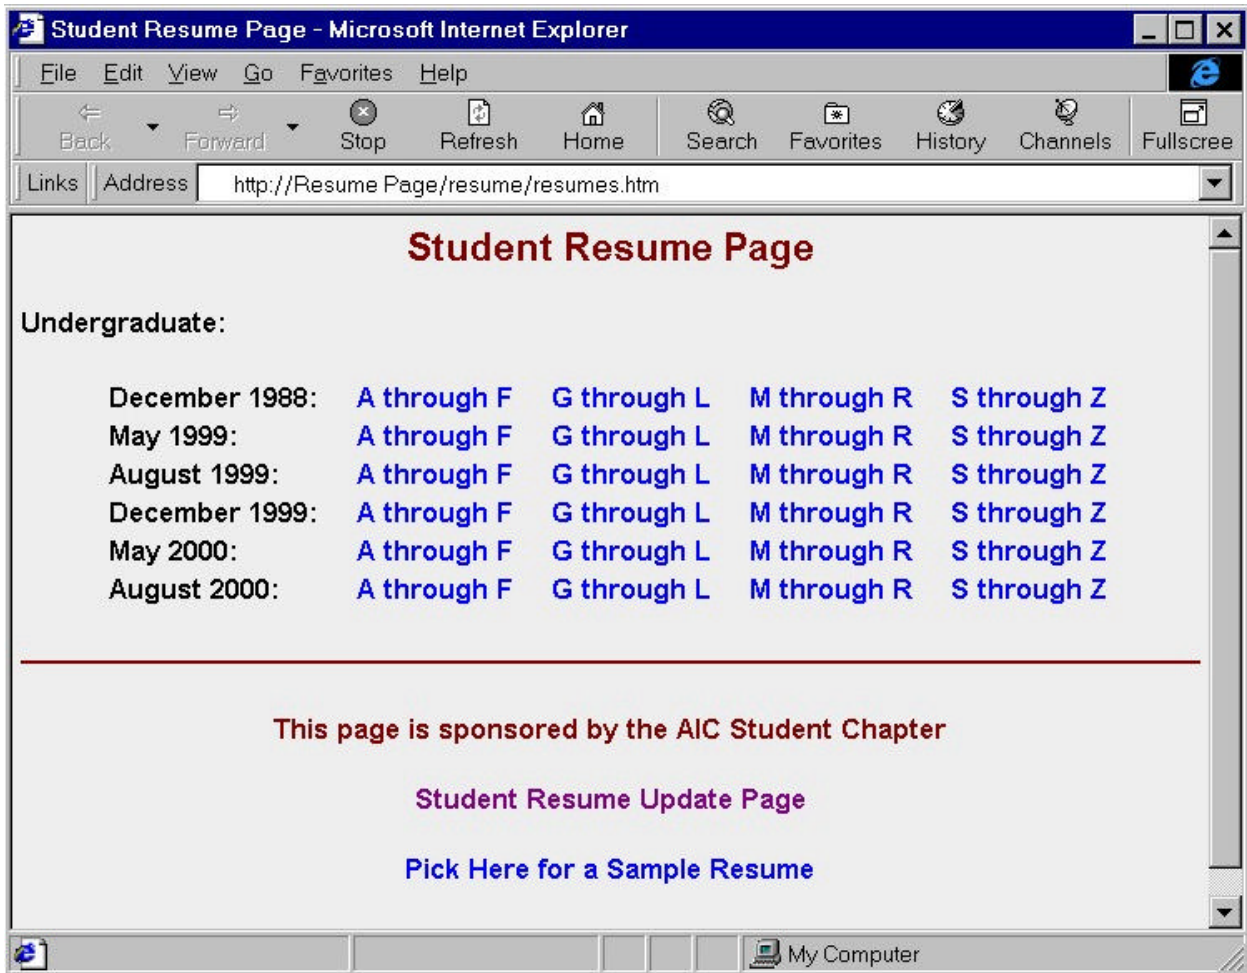 Student Resume Page - Microsoft Internet Explorer
File Edit View Go Favorites Help
Back Forward Stop Refresh Home Search Favorites History Channels Fullscree
Links Address http://Resume Page/resume/resumes.htm
Student Resume Page
Undergraduate:
December 1988: A through F G through L M through R S through Z
May 1999: A through F G through L M through R S through Z
August 1999: A through F G through L M through R S through Z
December 1999: A through F G through L M through R S through Z
May 2000: A through F G through L M through R S through Z
August 2000: A through F G through L M through R S through Z
This page is sponsored by the AIC Student Chapter
Student Resume Update Page
Pick Here for a Sample Resume
My Computer